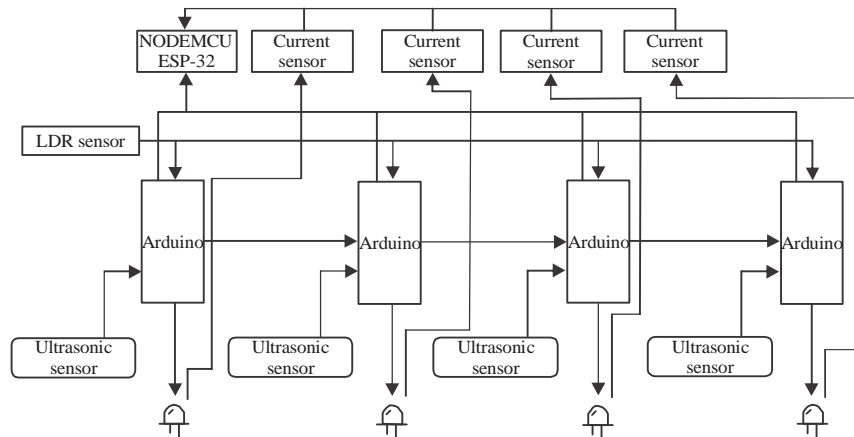 NODEMCU
ESP-32
Current
sensor
Current
sensor
Current
sensor
Current
sensor
LDR sensor
Arduino
Arduino
Arduino
Arduino
Ultrasonic
sensor
Ultrasonic
sensor
Ultrasonic
sensor
Ultrasonic
sensor